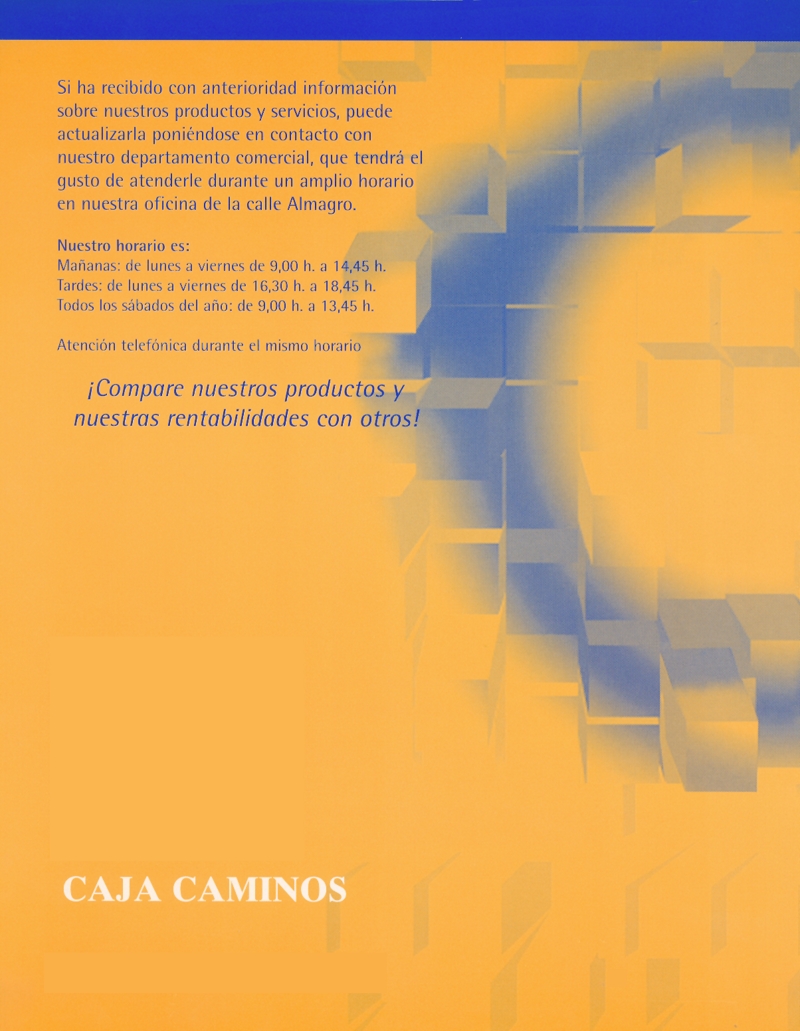 Si ha recibido con anterioridad información
sobre nuestros productos y servicios, puede
actualizarla poniéndose en contacto con
nuestro departamento comercial, que tendrá el
gusto de atenderle durante un amplio horario
en nuestra oficina de la calle Almagro.
Nuestro horario es:
Mañanas: de lunes a viernes de 9,00 h. a 14,45 h.
Tardes: de lunes a viernes de 16,30 h. a 18,45 h.
Todos los sábados del año: de 9,00 h. a 13,45 h.
Atención telefónica durante el mismo horario
¡Compare nuestros productos y
nuestras rentabilidades con otros!
CAJA CAMINOS